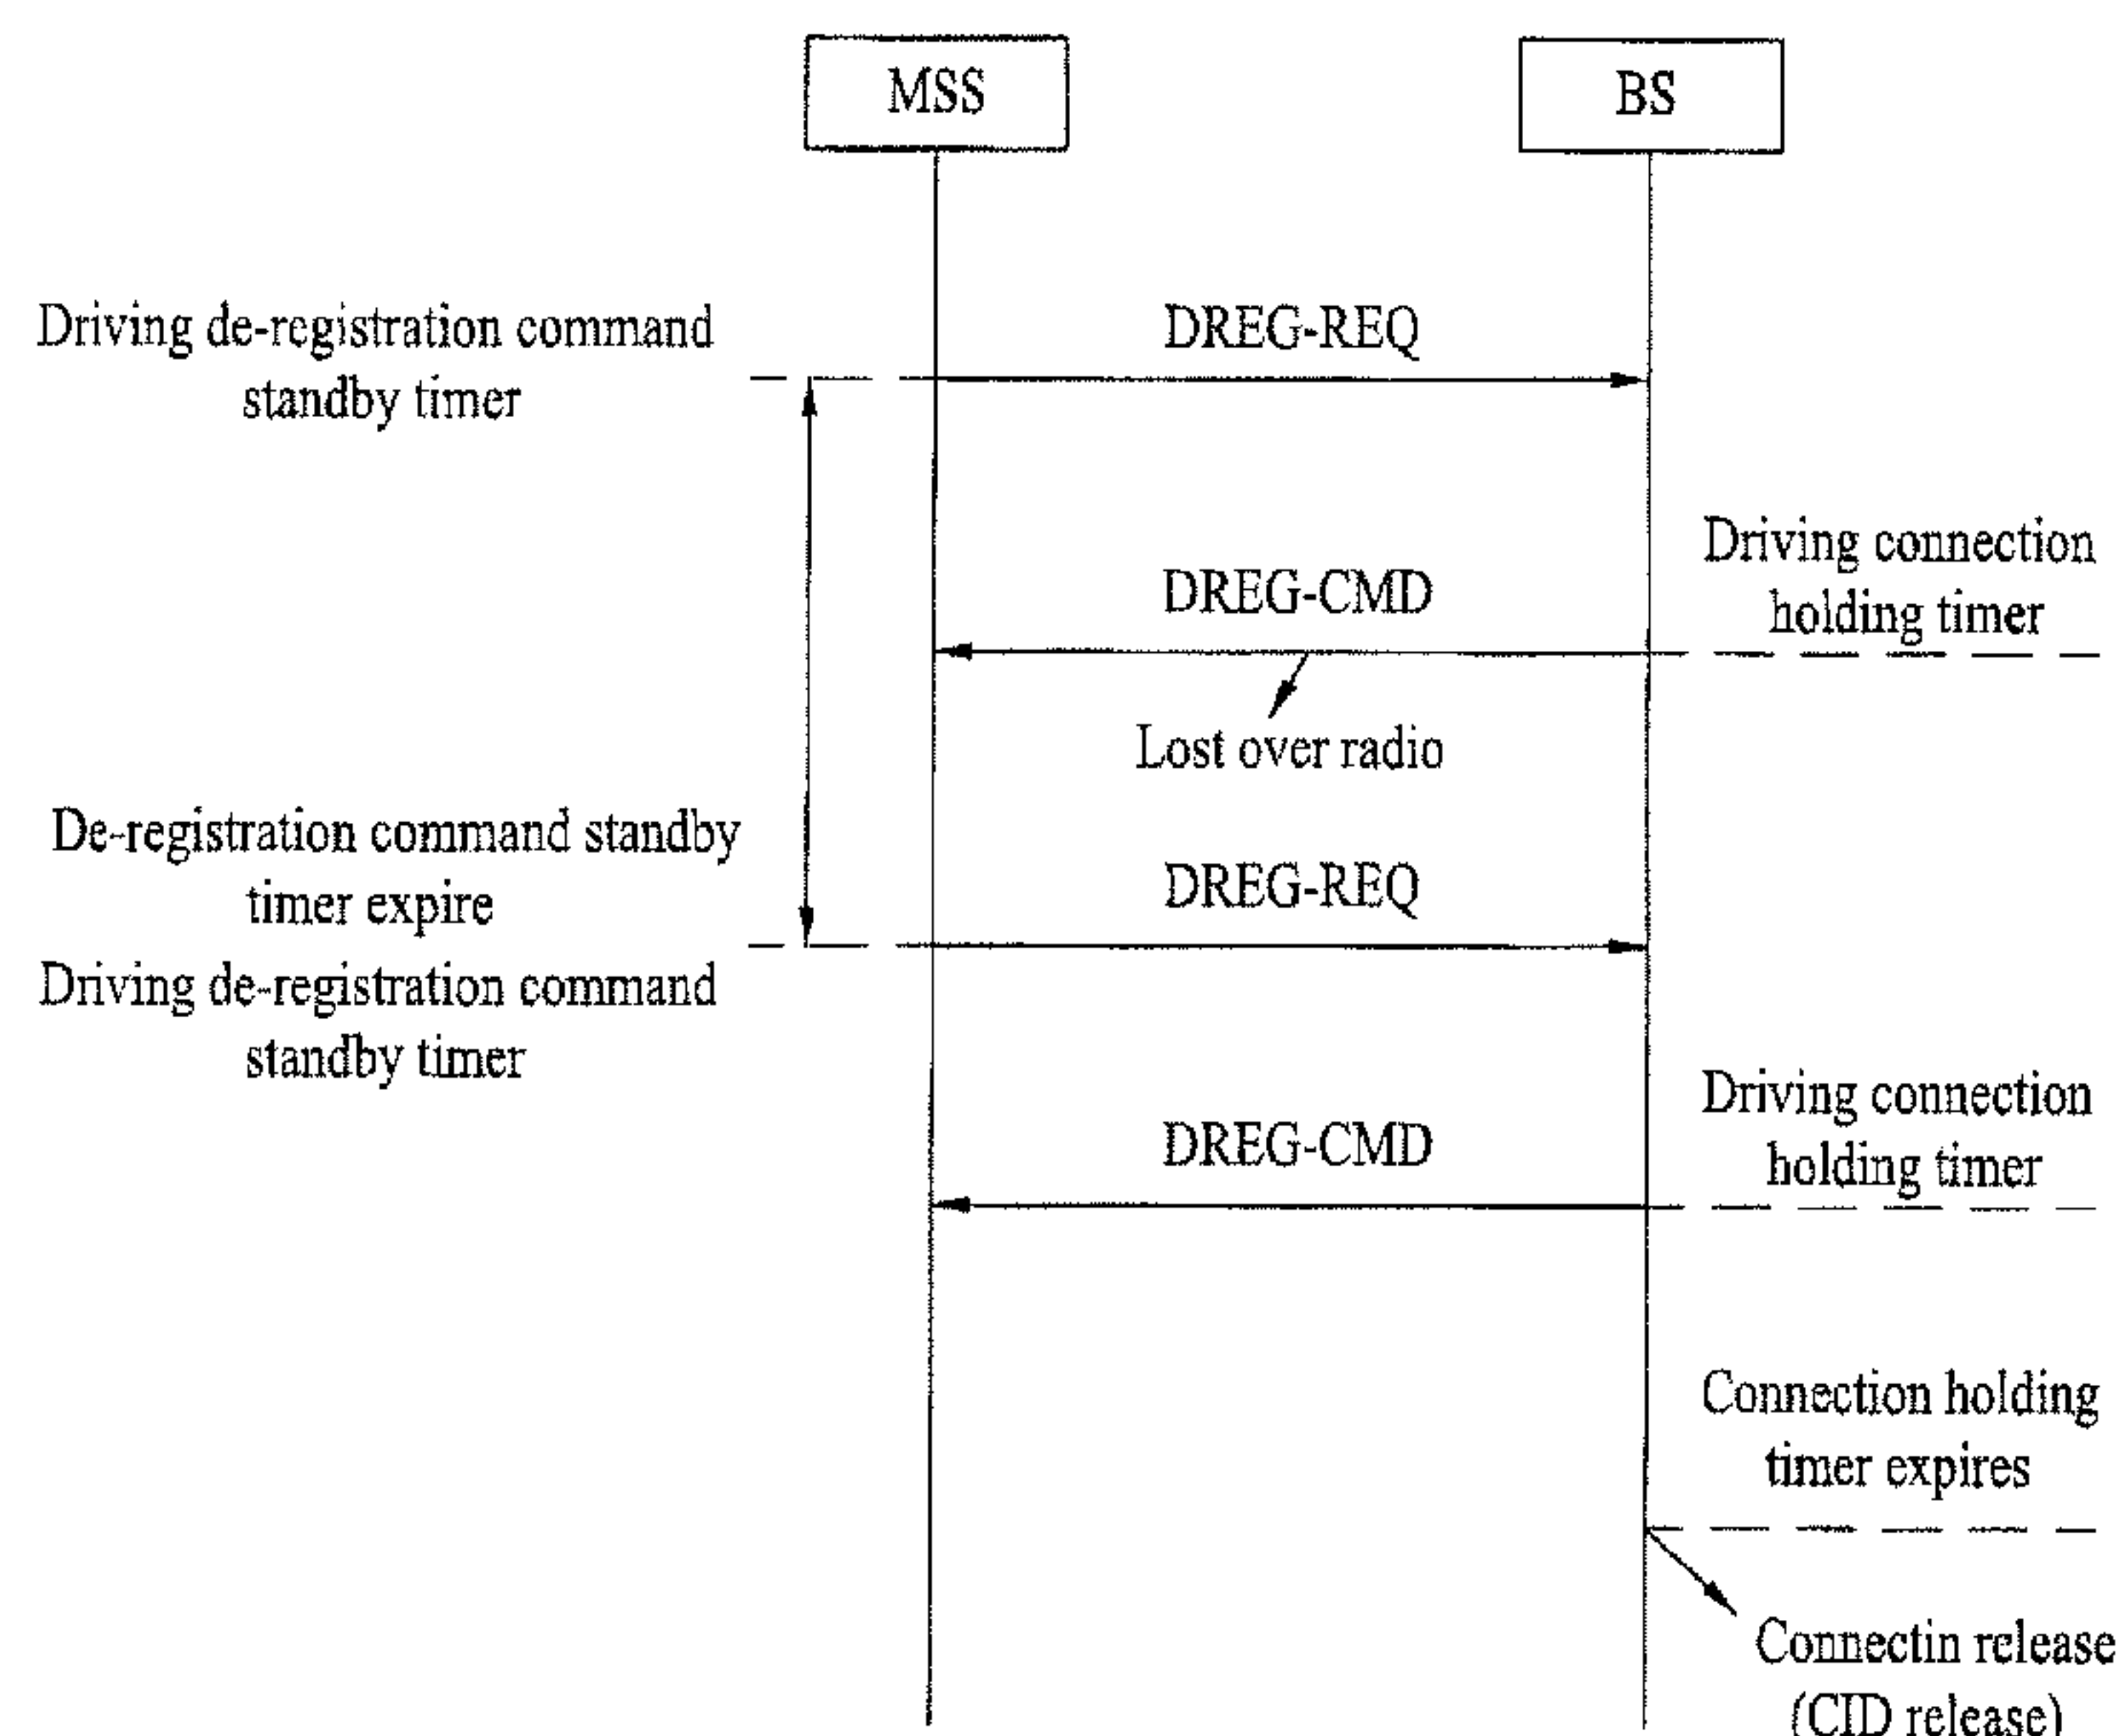 MSS
BS
Driving de-registration command
standby timer
DREG-REQ
Driving connection
holding timer
DREG-CMD
Lost over radio
De-registration command standby
timer expire
DREG-REQ
Driving de-registration command
standby timer
Driving connection
holding timer
DREG-CMD
Connection holding
timer expires
Connectin release
(CID release)